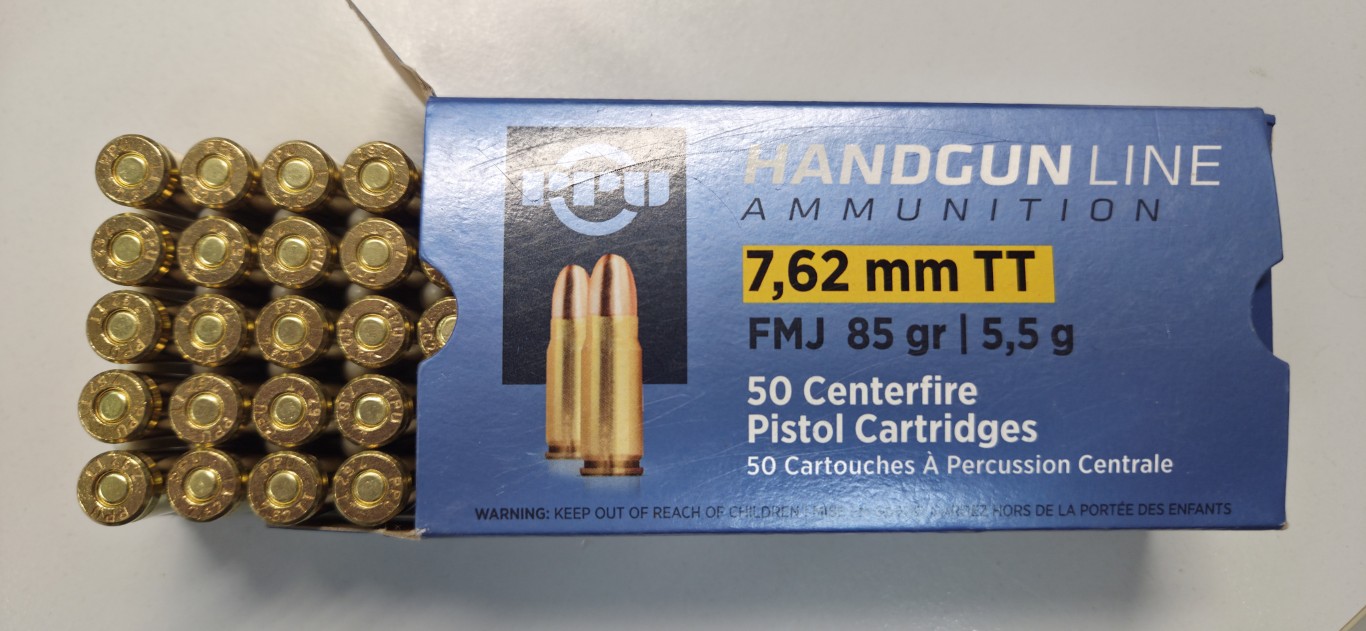 PPU
HANDGUN LINE
AMMUNITION
7,62 mm TT
FMJ 85 gr | 5,5 g
50 Centerfire
Pistol Cartridges
50 Cartouches À Percussion Centrale
WARNING: KEEP OUT OF REACH OF CHILDREN HORS DE LA PORTÉE DES ENFANTS